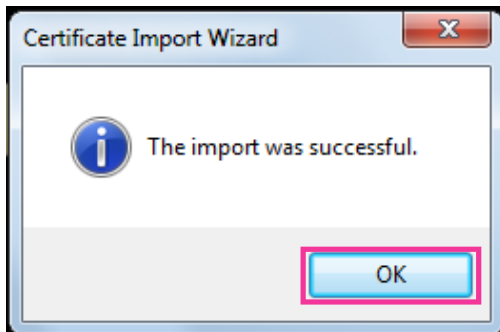 Certificate Import Wizard
The import was successful.
OK